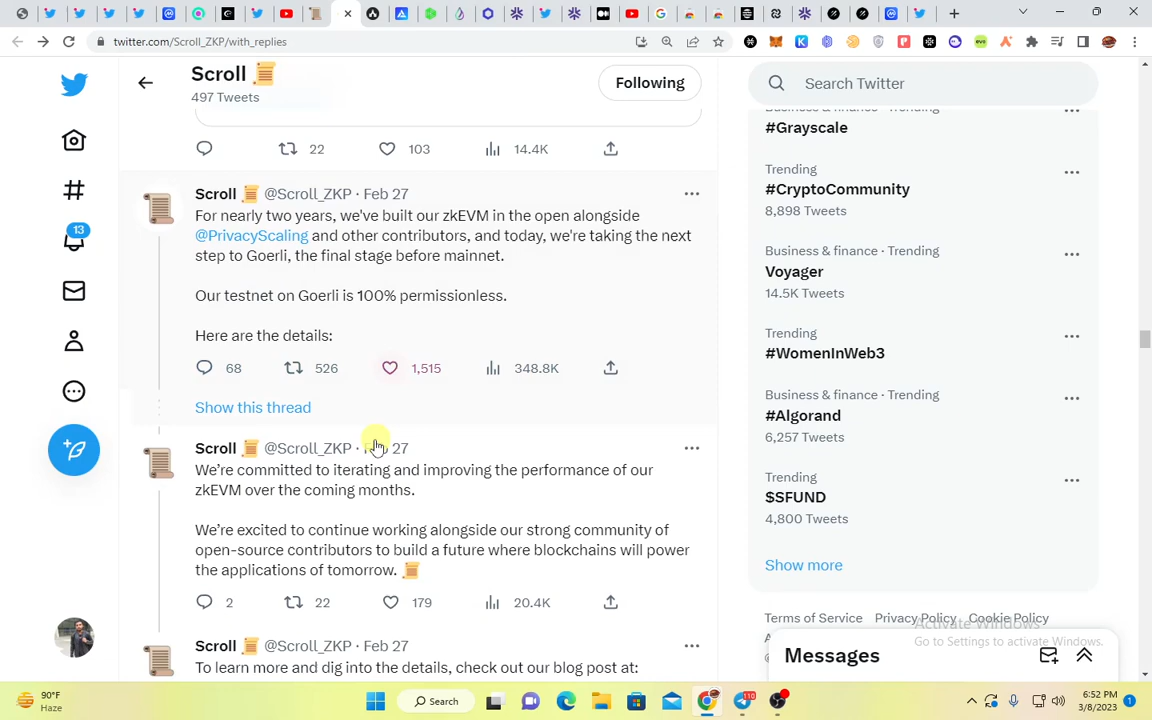 twitter.com/Scroll_ZKP/with_replies
Scroll
497 Tweets
Following
22
103
14.4K
Scroll @Scroll_ZKP · Feb 27
For nearly two years, we've built our zkEVM in the open alongside
@PrivacyScaling and other contributors, and today, we're taking the next
step to Goerli, the final stage before mainnet.
Our testnet on Goerli is 100% permissionless.
Here are the details:
68
526
1,515
348.8K
Show this thread
Scroll @Scroll_ZKP · Feb 27
We're committed to iterating and improving the performance of our
zkEVM over the coming months.
We're excited to continue working alongside our strong community of
open-source contributors to build a future where blockchains will power
the applications of tomorrow.
2
22
179
20.4K
Scroll @Scroll_ZKP · Feb 27
To learn more and dig into the details, check out our blog post at:
13
Search Twitter
Business & finance · Trending
#Grayscale
Trending
#CryptoCommunity
8,898 Tweets
Business & finance · Trending
Voyager
14.5K Tweets
Trending
#WomenInWeb3
Business & finance · Trending
#Algorand
6,257 Tweets
Trending
$SSFUND
4,800 Tweets
Show more
Terms of Service Privacy Policy Cookie Policy
Activate Windows
Go to Settings to activate Windows.
Messages
90°F
Haze
Search
110
6:52 PM
3/8/2023
1